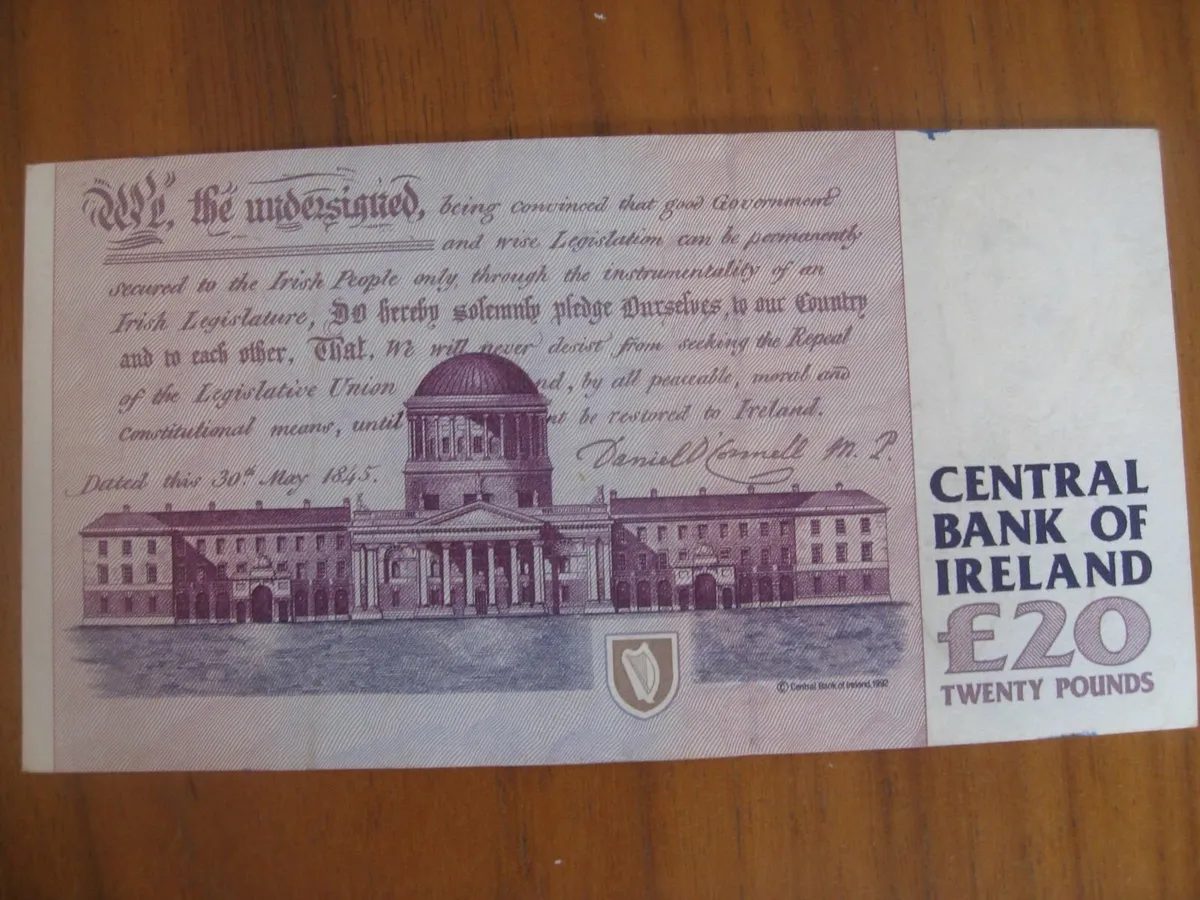 We, the undersigned, being convinced that good Government
and wise Legislation can be permanently
secured to the Irish People only, through the instrumentality of an
Irish Legislature, Do hereby solemnly pledge Ourselves, to our Country
and to each other, That, We will never desist from seeking the Repeal
of the Legislative Union nd, by all peaceable, moral and
Constitutional means, until nt be restored to Ireland.
Daniel O'Connell M.P.
Dated this 30th May 1845.
© Central Bank of Ireland, 1992
CENTRAL
BANK OF
IRELAND
£20
TWENTY POUNDS